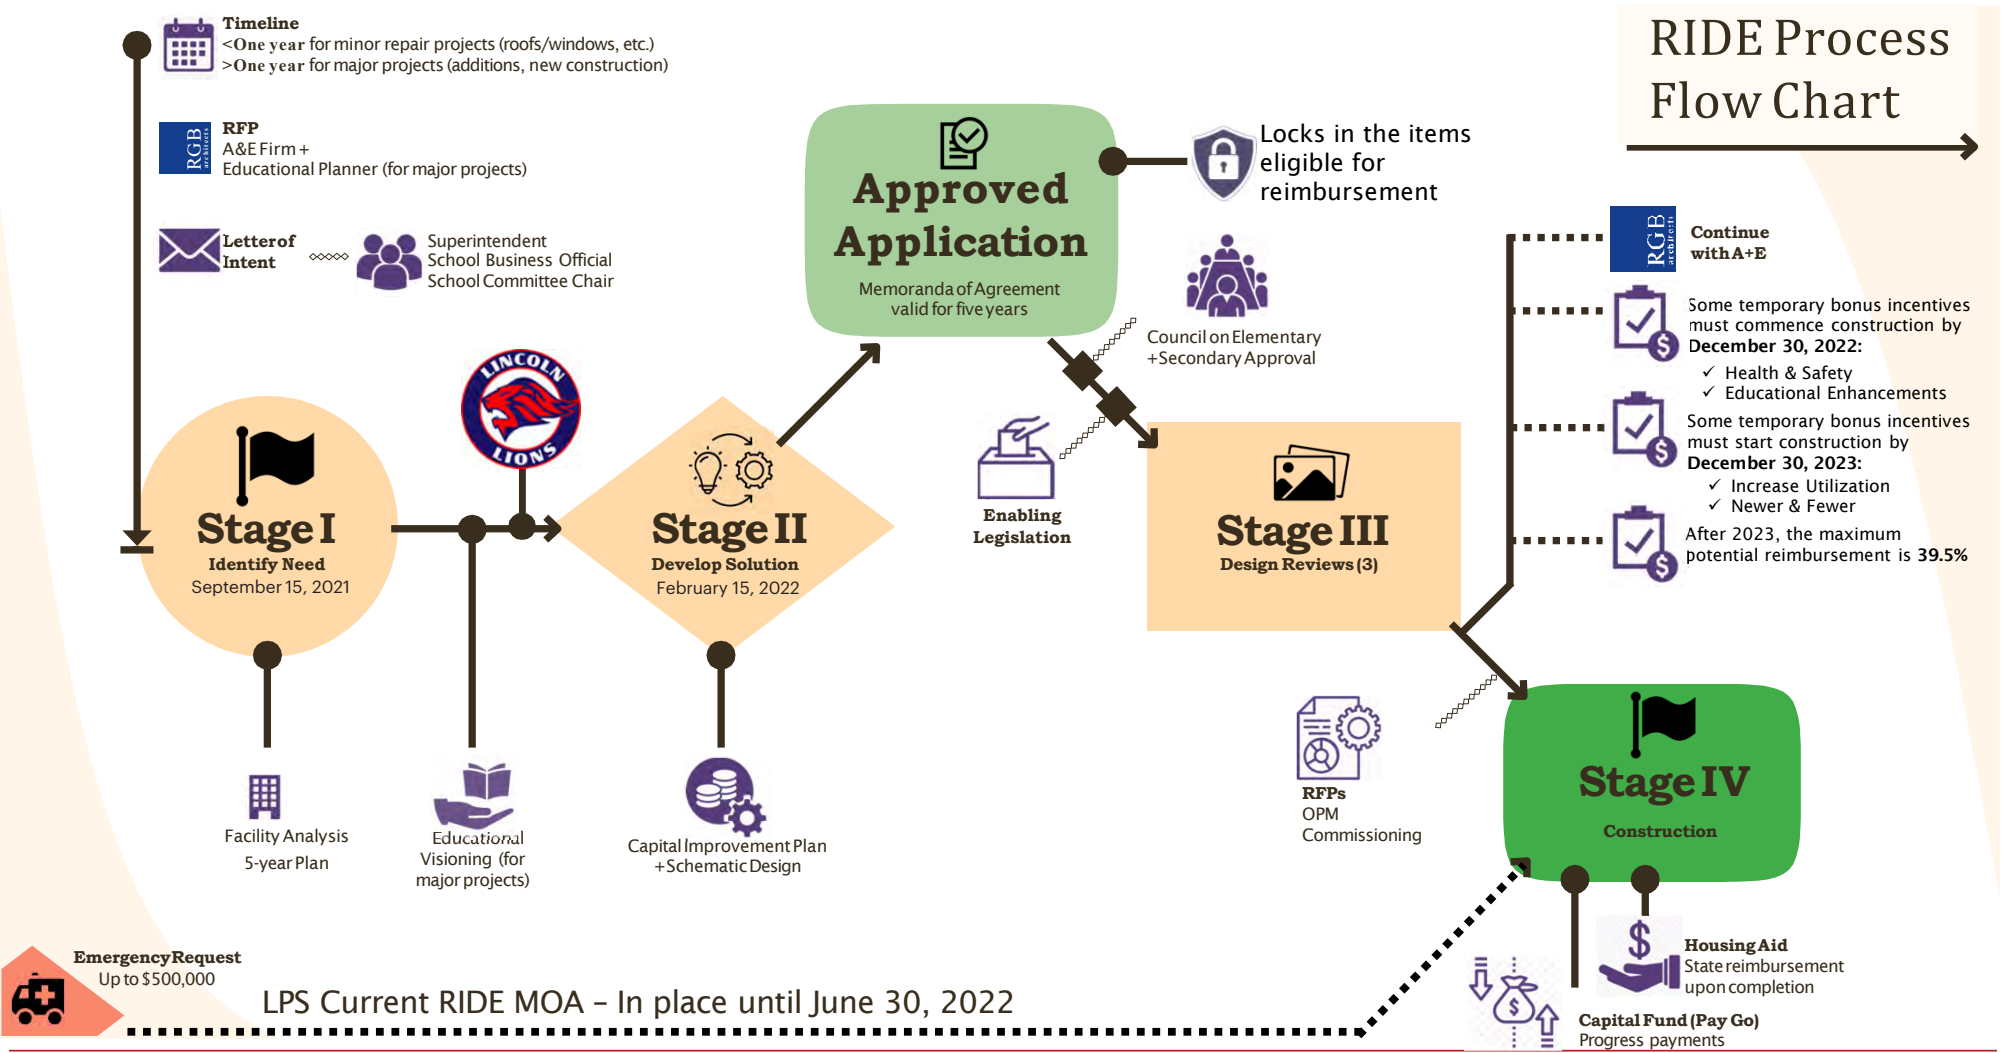 RIDE Process
Flow Chart
Timeline
<One year for minor repair projects (roofs/windows, etc.)
>One year for major projects (additions, new construction)
RGB
architects
RFP
A&E Firm +
Educational Planner (for major projects)
Letter of
Intent
Superintendent
School Business Official
School Committee Chair
Approved
Application
Memoranda of Agreement
valid for five years
Locks in the items
eligible for
reimbursement
Council on Elementary
+Secondary Approval
Enabling
Legislation
LINCOLN
LIONS
Stage I
Identify Need
September 15, 2021
Stage II
Develop Solution
February 15, 2022
Stage III
Design Reviews (3)
RGB
architects
Continue
with A+E
Some temporary bonus incentives
must commence construction by
December 30, 2022:
✓ Health & Safety
✓ Educational Enhancements
$
Some temporary bonus incentives
must start construction by
December 30, 2023:
✓ Increase Utilization
✓ Newer & Fewer
$
After 2023, the maximum
potential reimbursement is 39.5%
$
Facility Analysis
5-year Plan
Educational
Visioning (for
major projects)
Capital Improvement Plan
+Schematic Design
RFPs
OPM
Commissioning
Stage IV
Construction
Emergency Request
Up to $500,000
LPS Current RIDE MOA – In place until June 30, 2022
$
Housing Aid
State reimbursement
upon completion
$
Capital Fund (Pay Go)
Progress payments